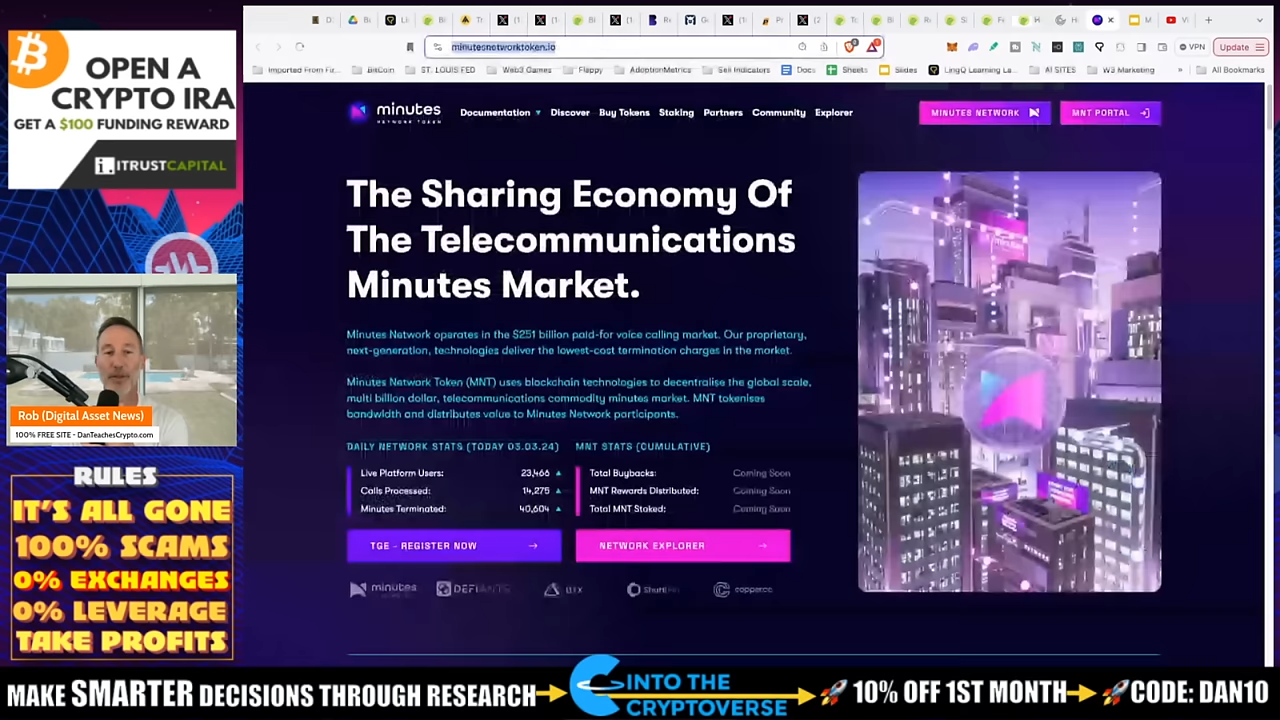 OPEN A
CRYPTO IRA
GET A $100 FUNDING REWARD
ITRUSTCAPITAL
Rob (Digital Asset News)
100% FREE SITE - DanTeachesCrypto.com
RULES
IT'S ALL GONE
100% SCAMS
0% EXCHANGES
0% LEVERAGE
TAKE PROFITS
minutesnetworktoken.io
VPN
Update
Imported From Fir...
BitCoin
ST. LOUIS FED
Web3 Games
Flappy
AdoptionMetrics
Sell Indicators
Docs
Sheets
Slides
LingQ Learning La...
AI SITES
W3 Marketing
All Bookmarks
minutes
NETWORK TOKEN
Documentation
Discover
Buy Tokens
Staking
Partners
Community
Explorer
MINUTES NETWORK
MNT PORTAL
The Sharing Economy Of
The Telecommunications
Minutes Market.
Minutes Network operates in the $251 billion paid-for voice calling market. Our proprietary,
next-generation, technologies deliver the lowest-cost termination charges in the market.
Minutes Network Token (MNT) uses blockchain technologies to decentralise the global scale,
multi billion dollar, telecommunications commodity minutes market. MNT tokenises
bandwidth and distributes value to Minutes Network participants.
DAILY NETWORK STATS (TODAY 03.03.24)
Live Platform Users: 23,466
Calls Processed: 14,275
Minutes Terminated: 40,604
MNT STATS (CUMULATIVE)
Total Buybacks: Coming Soon
MNT Rewards Distributed: Coming Soon
Total MNT Staked: Coming Soon
TGE - REGISTER NOW
NETWORK EXPLORER
minutes
DEFIANTS
MAKE SMARTER DECISIONS THROUGH RESEARCH
INTO THE
CRYPTOVERSE
10% OFF 1ST MONTH
CODE: DAN10